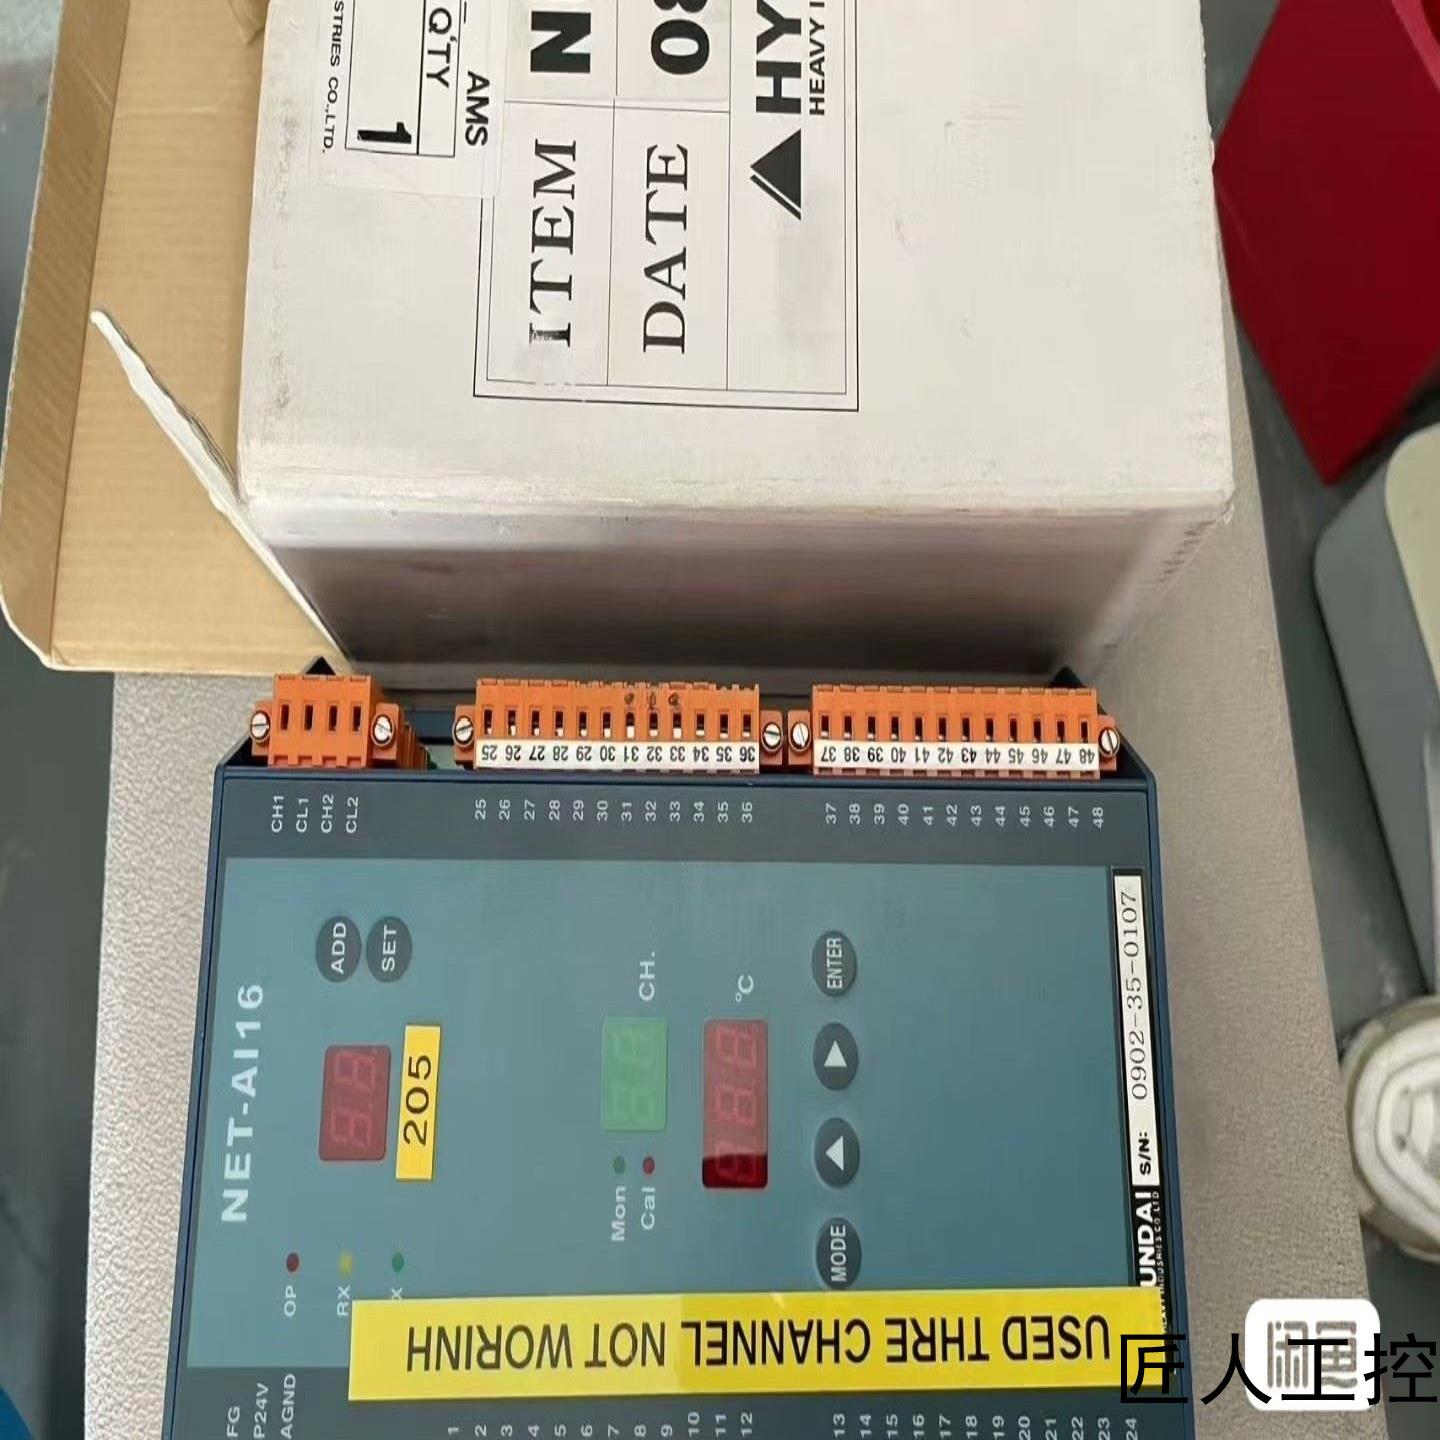 STRIES CO.,LTD.
Q'TY
1
AMS
ITEM N
DATE 30
HY
HEAVY I
25 26 27 28 29 30 31 32 33 34 35 36
37 38 39 40 41 42 43 44 45 46 47 48
CH1
CL1
CH2
CL2
25 26 27 28 29 30 31 32 33 34 35 36
37 38 39 40 41 42 43 44 45 46 47 48
NET-AI16
ADD
SET
205
OP
RX
X
CH.
°C
Mon
Cal
MODE
ENTER
UNDAI
S/N: 0902-35-0107
USED THRE CHANNEL NOT WORINH
FG
P24V
AGND
1 2 3 4 5 6 7 8 9 10 11 12
13 14 15 16 17 18 19 20 21 22 23 24
闲鱼
匠人工控